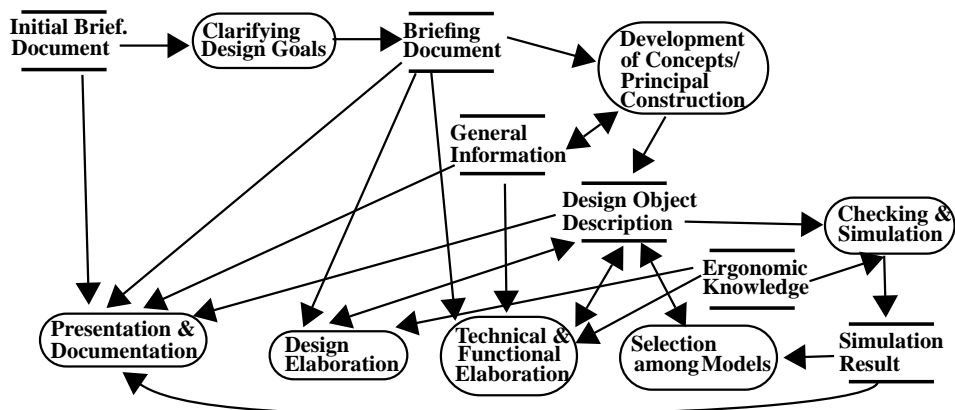 Initial Brief.
Document
Clarifying
Design Goals
Briefing
Document
Development
of Concepts/
Principal
Construction
General
Information
Design Object
Description
Checking &
Simulation
Ergonomic
Knowledge
Presentation &
Documentation
Design
Elaboration
Technical &
Functional
Elaboration
Selection
among Models
Simulation
Result